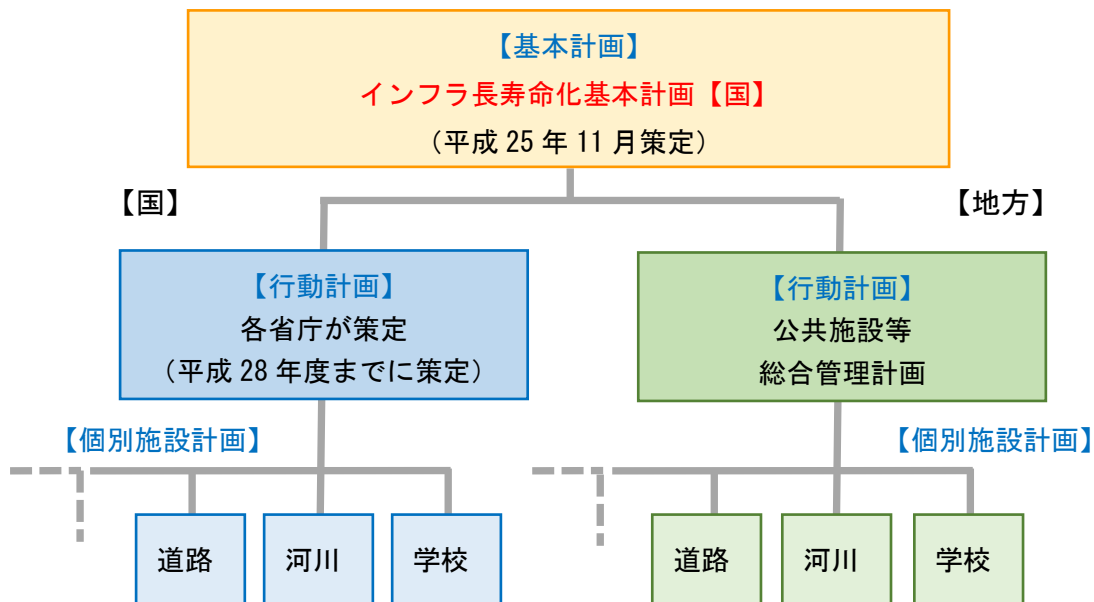 【基本計画】
インフラ長寿命化基本計画【国】
（平成 25 年 11 月策定）
【国】
【地方】
【行動計画】
各省庁が策定
（平成 28 年度までに策定）
【行動計画】
公共施設等
総合管理計画
【個別施設計画】
【個別施設計画】
道路
河川
学校
道路
河川
学校